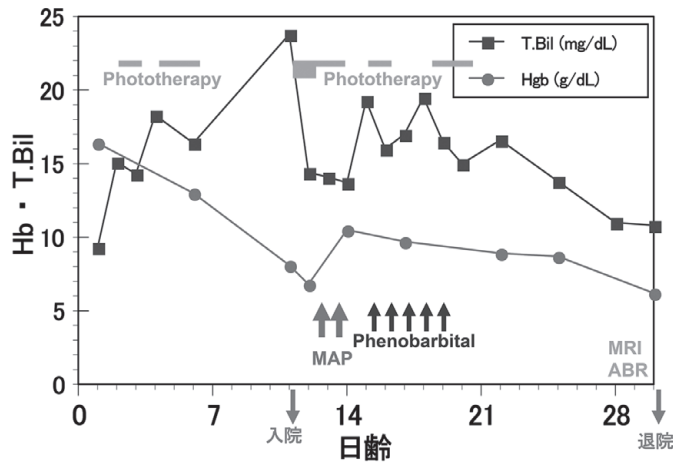 25
20
15
10
5
0
Hb・T.Bil
T.Bil (mg/dL)
Hgb (g/dL)
Phototherapy
Phototherapy
MAP
Phenobarbital
MRI
ABR
0
7
14
21
28
入院
日齢
退院